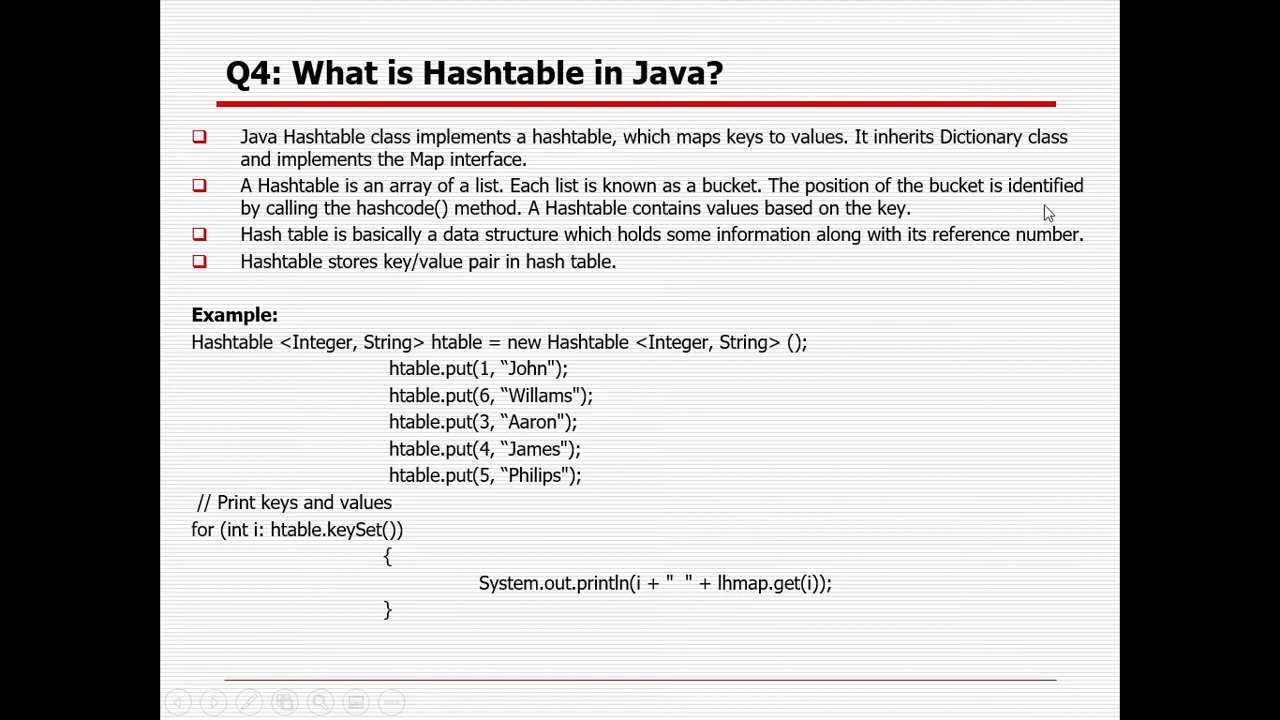 Q4: What is Hashtable in Java?
Java Hashtable class implements a hashtable, which maps keys to values. It inherits Dictionary class
and implements the Map interface.
A Hashtable is an array of a list. Each list is known as a bucket. The position of the bucket is identified
by calling the hashcode() method. A Hashtable contains values based on the key.
Hash table is basically a data structure which holds some information along with its reference number.
Hashtable stores key/value pair in hash table.
Example:
Hashtable <Integer, String> htable = new Hashtable <Integer, String> ();
htable.put(1, “John");
htable.put(6, “Willams");
htable.put(3, “Aaron");
htable.put(4, “James");
htable.put(5, “Philips");
// Print keys and values
for (int i: htable.keySet())
{
System.out.println(i + "  " + lhmap.get(i));
}